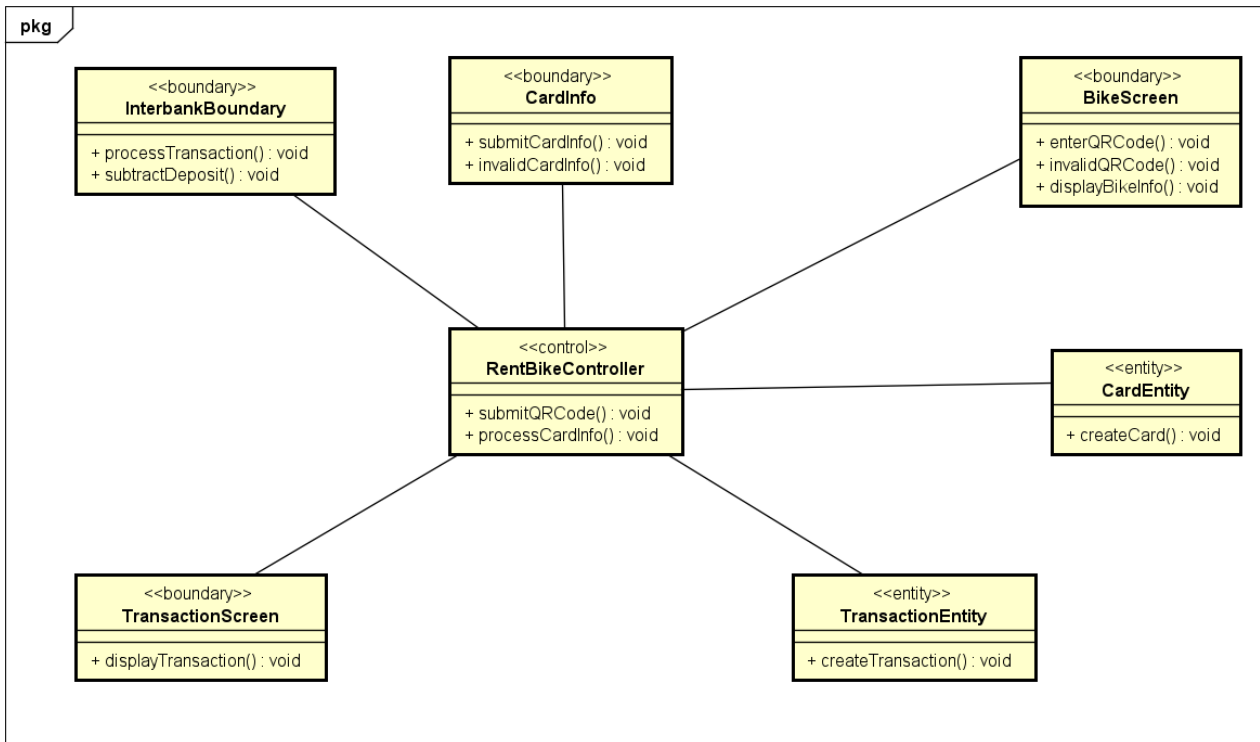 pkg
<<boundary>>
InterbankBoundary
+ processTransaction() : void
+ subtractDeposit() : void
<<boundary>>
CardInfo
+ submitCardInfo() : void
+ invalidCardInfo() : void
<<boundary>>
BikeScreen
+ enterQRCode() : void
+ invalidQRCode() : void
+ displayBikeInfo() : void
<<control>>
RentBikeController
+ submitQRCode() : void
+ processCardInfo() : void
<<entity>>
CardEntity
+ createCard() : void
<<boundary>>
TransactionScreen
+ displayTransaction() : void
<<entity>>
TransactionEntity
+ createTransaction() : void